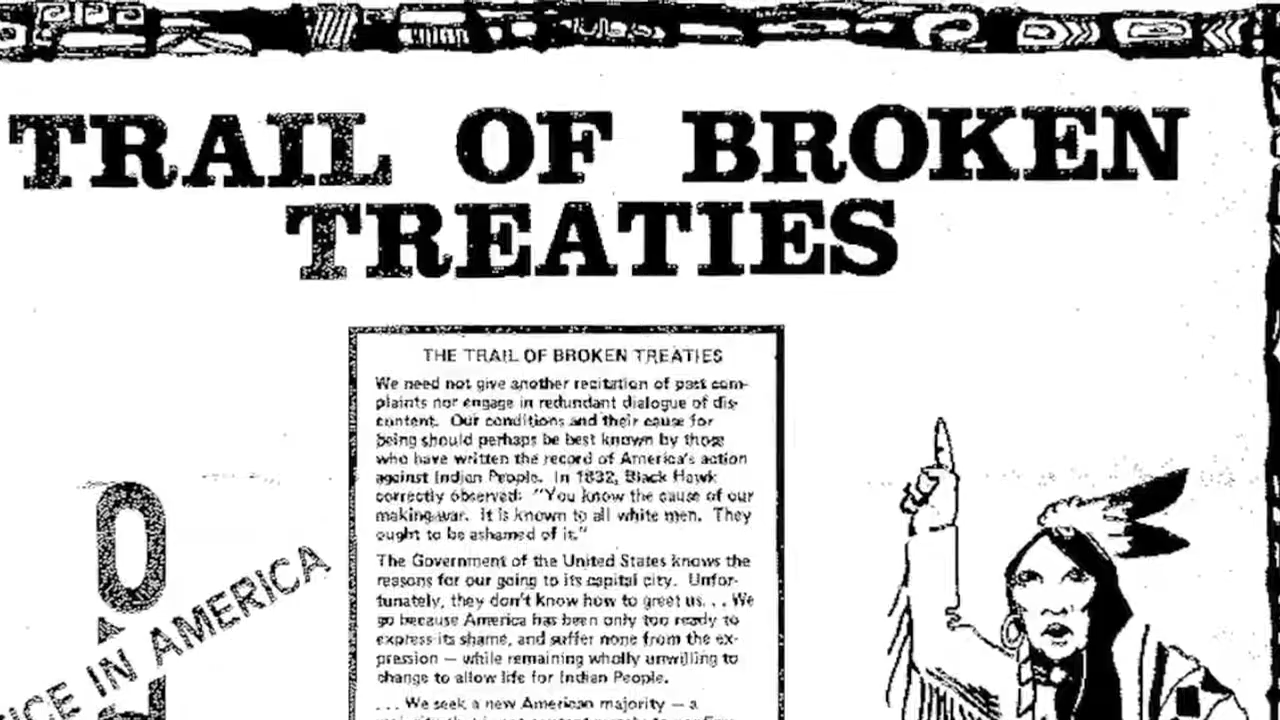 TRAIL OF BROKEN
TREATIES
THE TRAIL OF BROKEN TREATIES
We need not give another recitation of past com-
plaints nor engage in redundant dialogue of dis-
content. Our conditions and their cause for
being should perhaps be best known by those
who have written the record of America's action
against Indian People. In 1832, Black Hawk
correctly observed: "You know the cause of our
making war. It is known to all white men. They
ought to be ashamed of it."
The Government of the United States knows the
reasons for our going to its capital city. Unfor-
tunately, they don't know how to greet us. . . We
go because America has been only too ready to
express its shame, and suffer none from the ex-
pression — while remaining wholly unwilling to
change to allow life for Indian People.
. . . We seek a new American majority — a
IN AMERICA